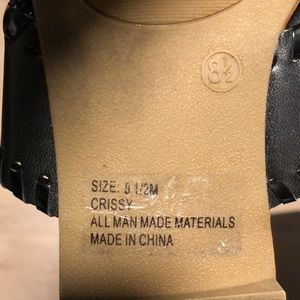 8½
SIZE: 8 1/2M
CRISSY
ALL MAN MADE MATERIALS
MADE IN CHINA